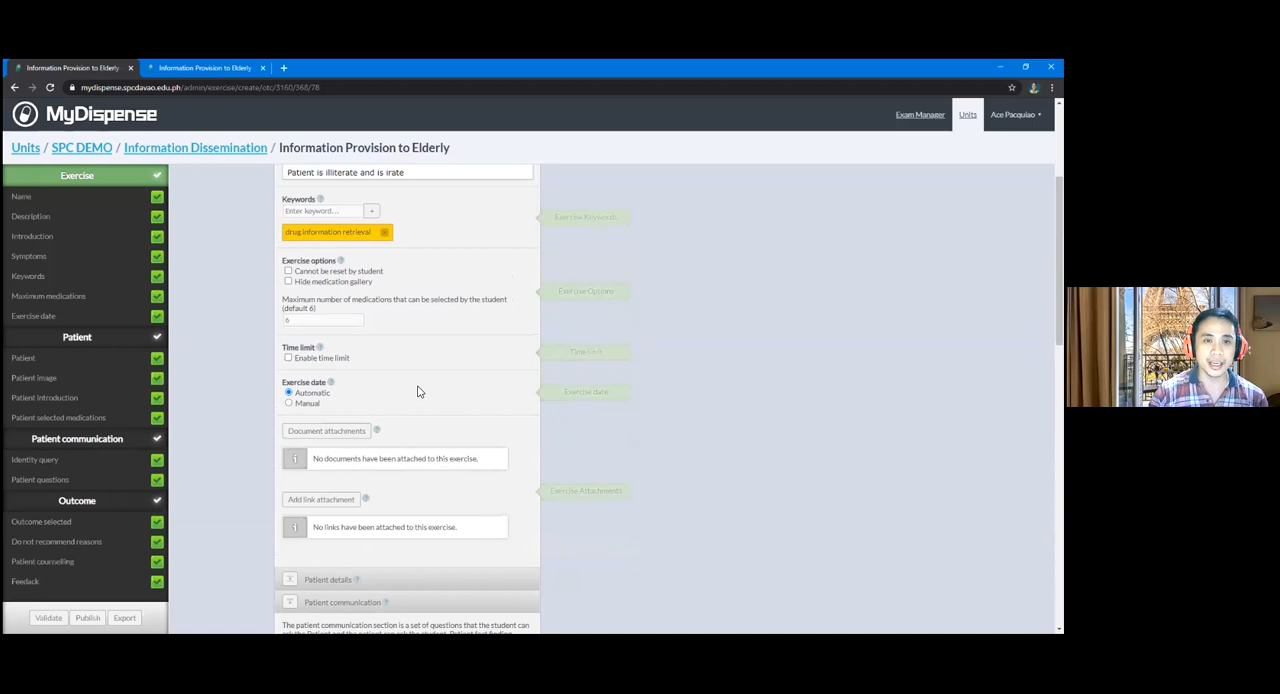 Information Provision to Elderly
Information Provision to Elderly
mydispense.spcdavao.edu.ph/admin/exercise/create/otc/3160/368/78
MyDispense
Exam Manager
Units
Ace Pacquiao
Units / SPC DEMO / Information Dissemination / Information Provision to Elderly
Exercise
Name
Description
Introduction
Symptoms
Keywords
Maximum medications
Exercise date
Patient
Patient
Patient image
Patient introduction
Patient selected medications
Patient communication
Identity query
Patient questions
Outcome
Outcome selected
Do not recommend reasons
Patient counselling
Feedack
Validate
Publish
Export
Patient is illiterate and is irate
Keywords
Enter keyword...
+
drug information retrieval
Exercise Keywords
Exercise options
Cannot be reset by student
Hide medication gallery
Exercise Options
Maximum number of medications that can be selected by the student
(default 6)
6
Time limit
Enable time limit
Time limit
Exercise date
Automatic
Manual
Exercise date
Document attachments
No documents have been attached to this exercise.
Exercise Attachments
Add link attachment
No links have been attached to this exercise.
Patient details
Patient communication
The patient communication section is a set of questions that the student can